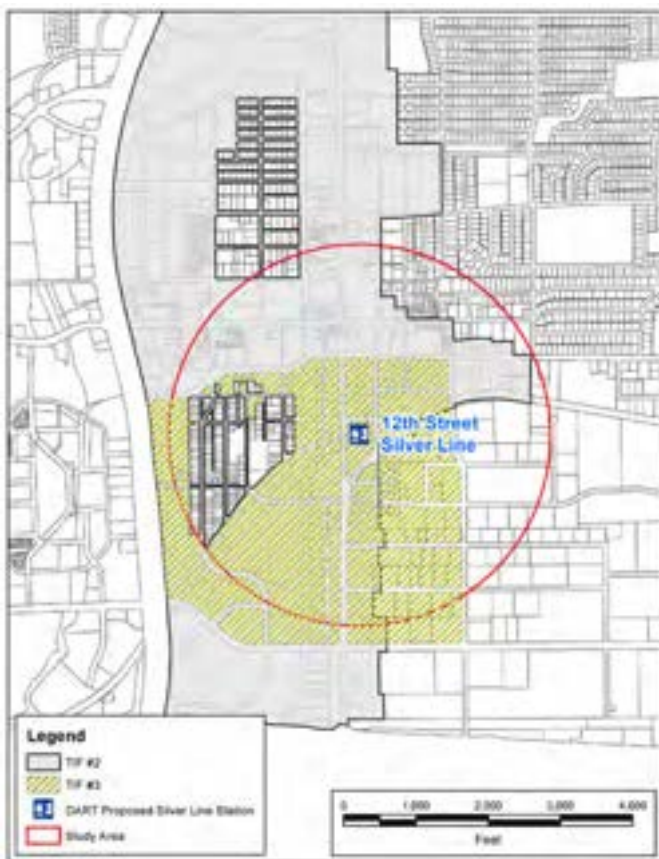 12th Street
Silver Line
Legend
TIF #2
TIF #3
DART Proposed Silver Line Station
Study Area
0 1,000 2,000 3,000 4,000
Feet